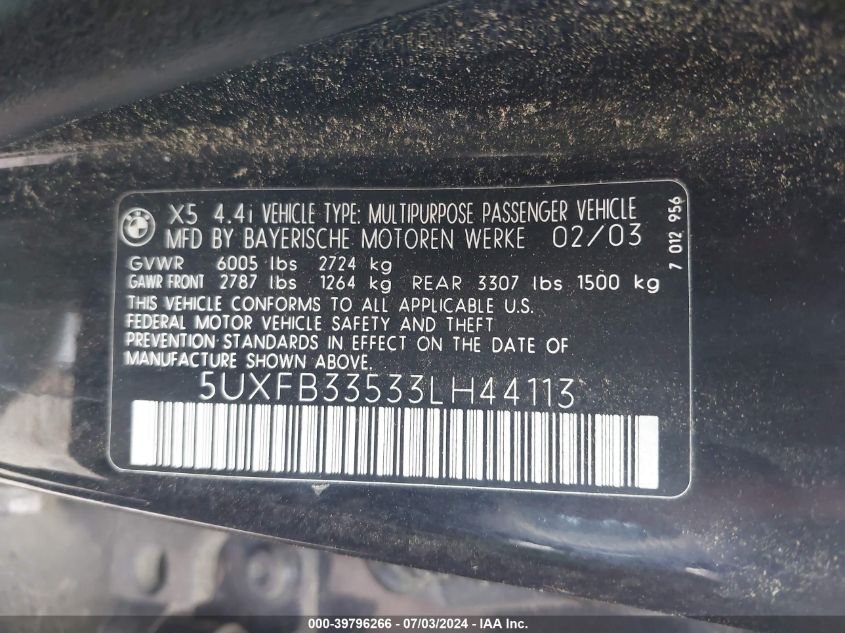 BMW
X5 4.4i VEHICLE TYPE: MULTIPURPOSE PASSENGER VEHICLE
MFD BY BAYERISCHE MOTOREN WERKE 02/03
GVWR 6005 lbs 2724 kg
GAWR FRONT 2787 lbs 1264 kg REAR 3307 lbs 1500 kg
THIS VEHICLE CONFORMS TO ALL APPLICABLE U.S.
FEDERAL MOTOR VEHICLE SAFETY AND THEFT
PREVENTION STANDARDS IN EFFECT ON THE DATE OF
MANUFACTURE SHOWN ABOVE.
5UXFB33533LH44113
7 012 956
000-39796266 - 07/03/2024 - IAAI - Copart, Inc.